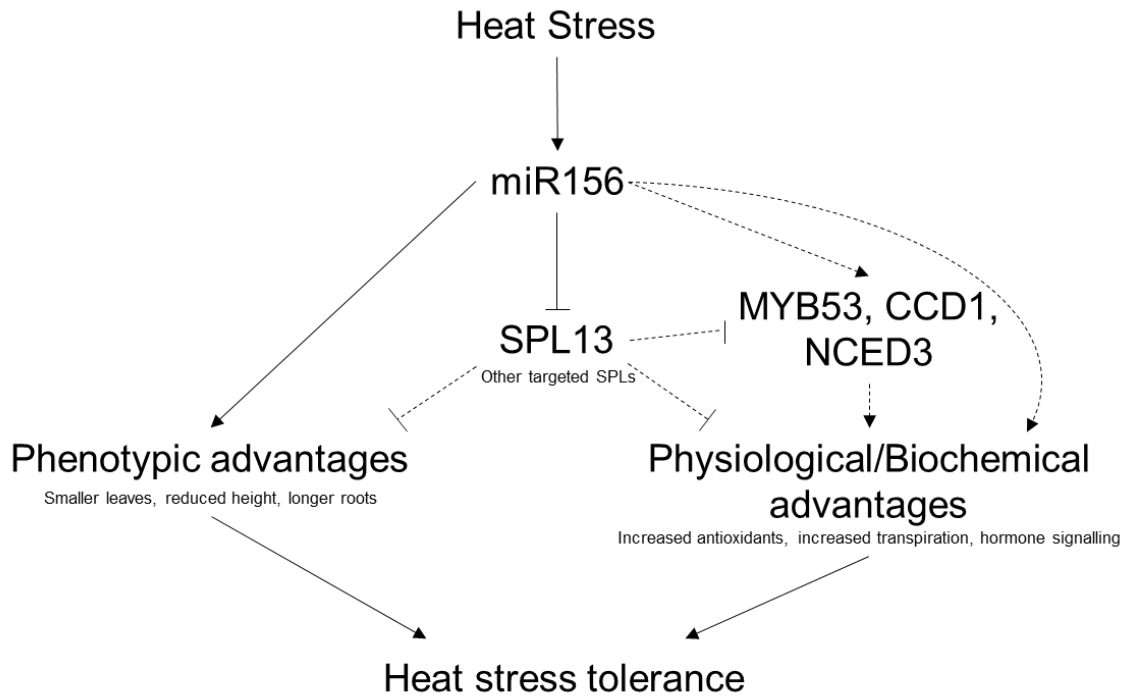 Heat Stress
miR156
MYB53, CCD1,
NCED3
SPL13
Other targeted SPLs
Phenotypic advantages
Smaller leaves, reduced height, longer roots
Physiological/Biochemical
advantages
Increased antioxidants, increased transpiration, hormone signalling
Heat stress tolerance